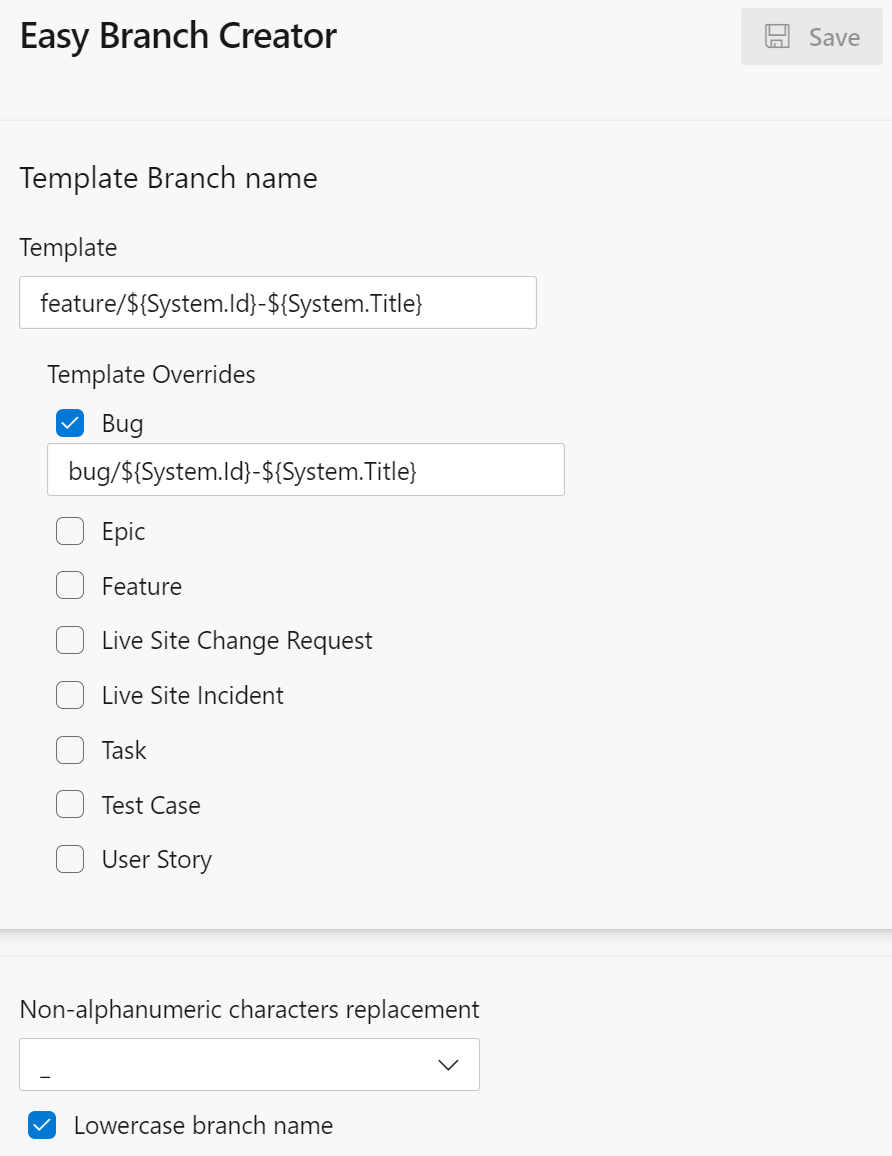 Easy Branch Creator
Save
Template Branch name
Template
feature/${System.Id}-${System.Title}
Template Overrides
Bug
bug/${System.Id}-${System.Title}
Epic
Feature
Live Site Change Request
Live Site Incident
Task
Test Case
User Story
Non-alphanumeric characters replacement
_
Lowercase branch name